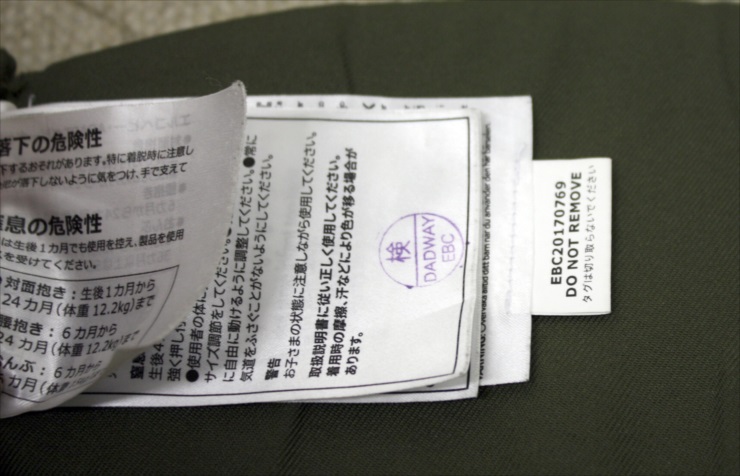 落下の危険性
下するおそれがあります。特に着脱時に注意し
が落下しないように気をつけ、手で支えて
窒息の危険性
は生後1カ月でも使用を控え、製品を使用
を受けてください。
対面抱き：生後1カ月から
24カ月（体重 12.2kg）まで
抱き：6カ月から
24カ月（体重 12.2kg）まで
んぶ：6カ月から
カ月（体重
窒息
生後4
強く押し
●使用者の体に
サイズ調節をしてください。
に自由に動けるように調整してください。●常に
気道をふさぐことがないようにしてください。
警告
お子さまの状態に注意しながら使用してください。
取扱説明書に従い正しく使用してください。
着用時の摩擦、汗などにより色が移る場合が
あります。
検
DADWAY
EBC
EBC20170769
DO NOT REMOVE
タグは切り取らないでください